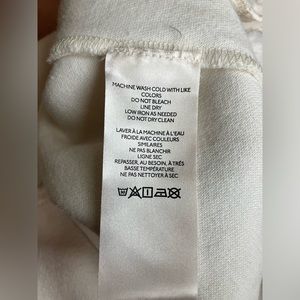 MACHINE WASH COLD WITH LIKE
COLORS
DO NOT BLEACH
LINE DRY
LOW IRON AS NEEDED
DO NOT DRY CLEAN
LAVER À LA MACHINE À L'EAU
FROIDE AVEC COULEURS
SIMILAIRES
NE PAS BLANCHIR
LIGNE SEC
REPASSER, AU BESOIN, À TRÈS
BASSE TEMPÉRATURE
NE PAS NETTOYER À SEC